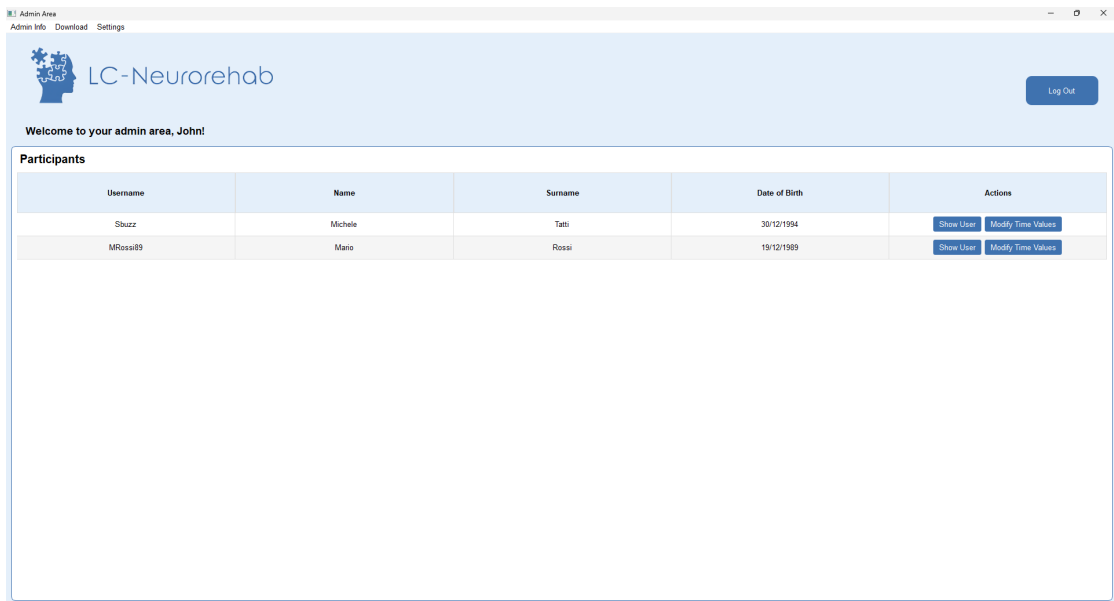 Admin Area
Admin Info Download Settings
LC-Neurorehab
Log Out
Welcome to your admin area, John!
Participants
Username Name Surname Date of Birth Actions
Sbuzz Michele Tatti 30/12/1994 Show User Modify Time Values
MRossi89 Mario Rossi 19/12/1989 Show User Modify Time Values